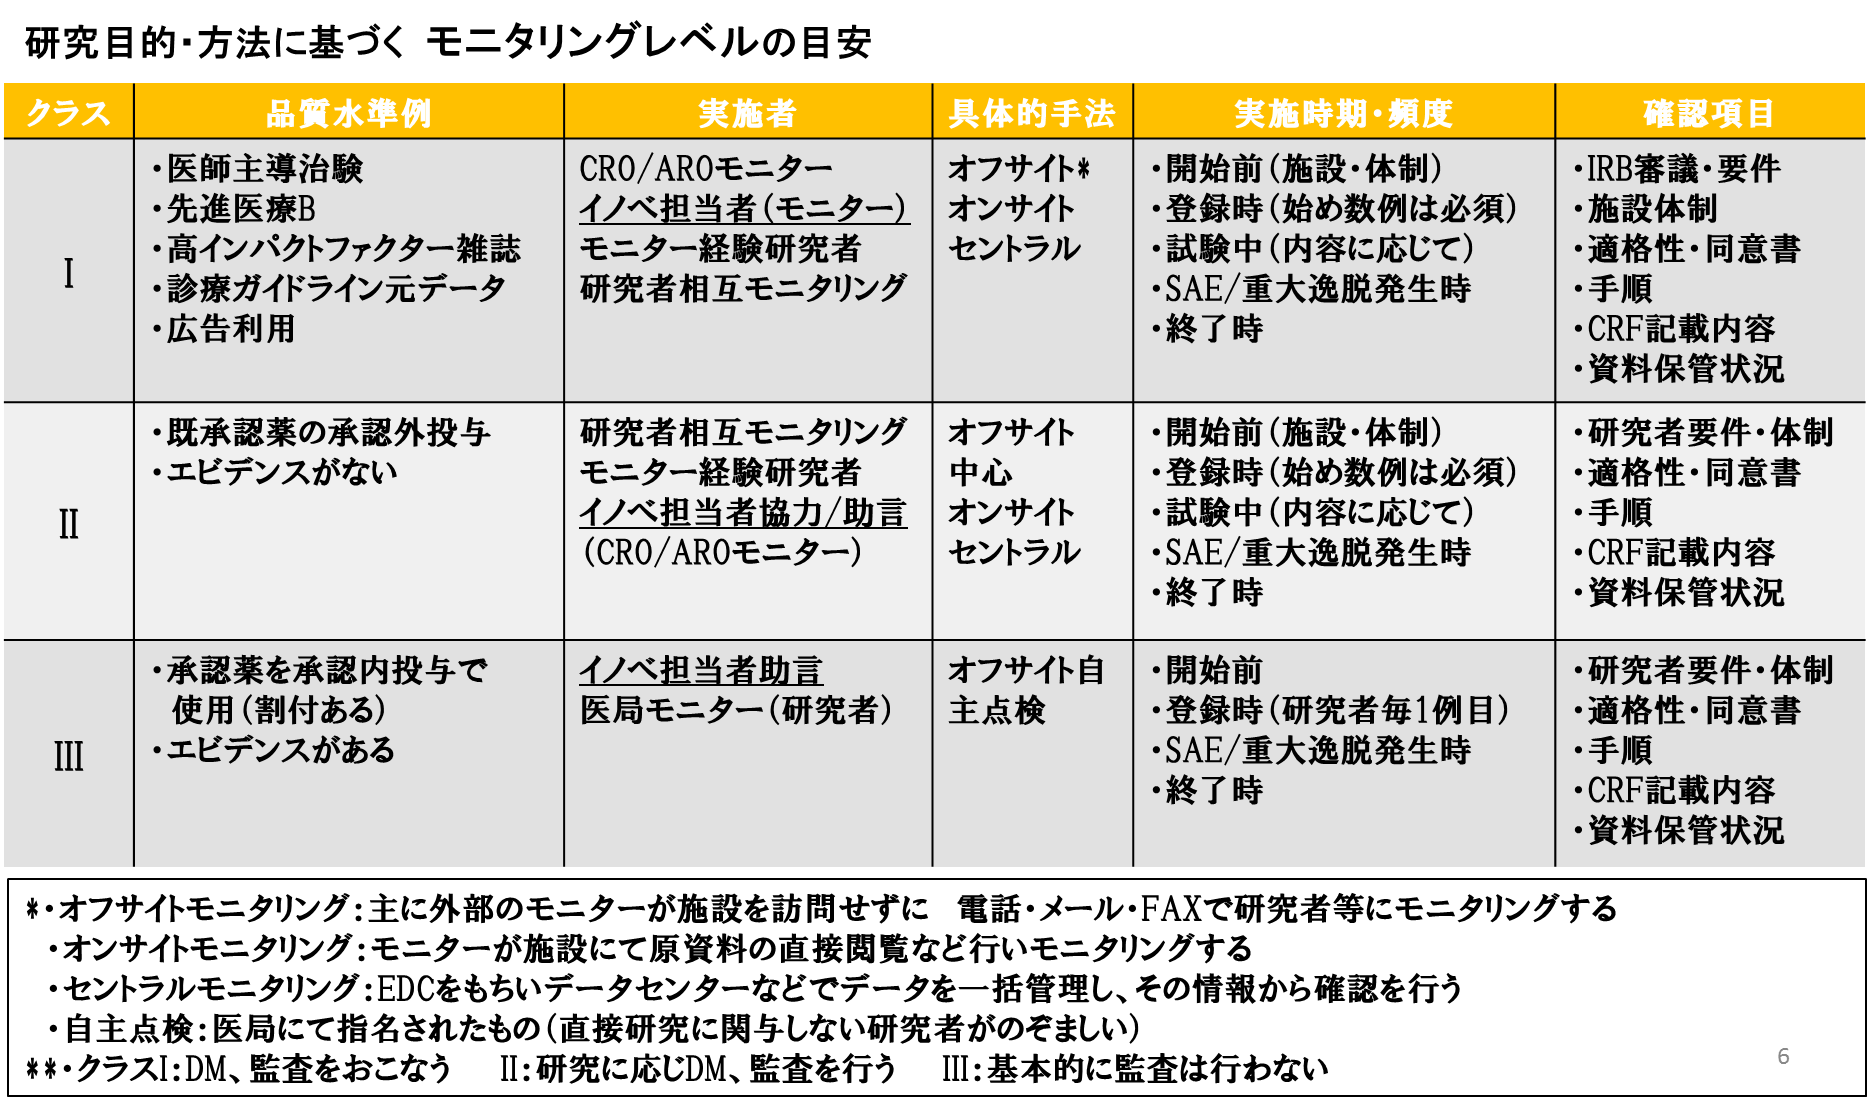 研究目的・方法に基づく モニタリングレベルの目安
クラス
品質水準例
実施者
具体的手法
実施時期・頻度
確認項目
I
・医師主導治験
・先進医療B
・高インパクトファクター雑誌
・診療ガイドライン元データ
・広告利用
CRO/AROモニター
イノベ担当者(モニター)
モニター経験研究者
研究者相互モニタリング
オフサイト*
オンサイト
セントラル
・開始前(施設・体制)
・登録時(始め数例は必須)
・試験中(内容に応じて)
・SAE/重大逸脱発生時
・終了時
・IRB審議・要件
・施設体制
・適格性・同意書
・手順
・CRF記載内容
・資料保管状況
II
・既承認薬の承認外投与
・エビデンスがない
研究者相互モニタリング
モニター経験研究者
イノベ担当者協力/助言
(CRO/AROモニター)
オフサイト
中心
オンサイト
セントラル
・開始前(施設・体制)
・登録時(始め数例は必須)
・試験中(内容に応じて)
・SAE/重大逸脱発生時
・終了時
・研究者要件・体制
・適格性・同意書
・手順
・CRF記載内容
・資料保管状況
III
・承認薬を承認内投与で
使用(割付ある)
・エビデンスがある
イノベ担当者助言
医局モニター(研究者)
オフサイト自
主点検
・開始前
・登録時(研究者毎1例目)
・SAE/重大逸脱発生時
・終了時
・研究者要件・体制
・適格性・同意書
・手順
・CRF記載内容
・資料保管状況
*・オフサイトモニタリング:主に外部のモニターが施設を訪問せずに 電話・メール・FAXで研究者等にモニタリングする
・オンサイトモニタリング:モニターが施設にて原資料の直接閲覧など行いモニタリングする
・セントラルモニタリング:EDCをもちいデータセンターなどでデータを一括管理し、その情報から確認を行う
・自主点検:医局にて指名されたもの(直接研究に関与しない研究者がのぞましい)
**・クラスI:DM、監査をおこなう II:研究に応じDM、監査を行う III:基本的に監査は行わない
6